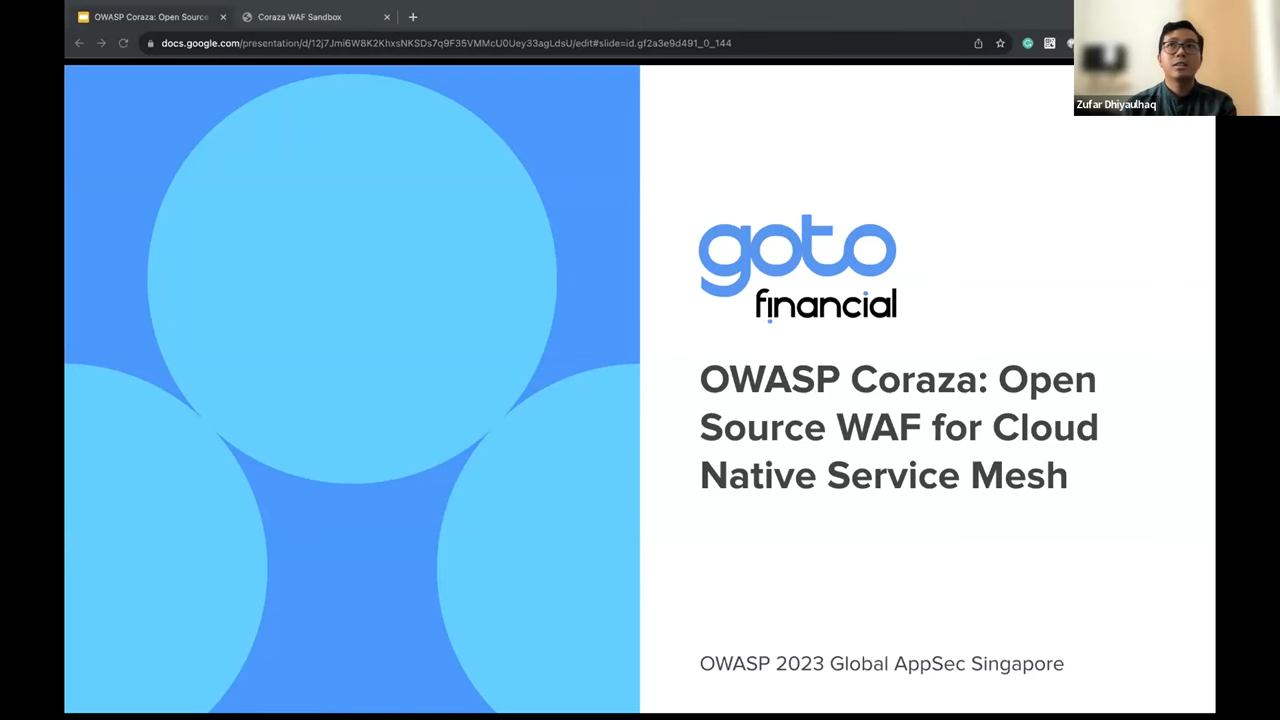 OWASP Coraza: Open Source
Coraza WAF Sandbox
docs.google.com/presentation/d/12j7Jmi6W8K2KhxsNKSDs7q9F35VMMcU0Uey33agLdsU/edit#slide=id.gf2a3e9d491_0_144
Zufar Dhiyaulhaq
goto
financial
OWASP Coraza: Open
Source WAF for Cloud
Native Service Mesh
OWASP 2023 Global AppSec Singapore